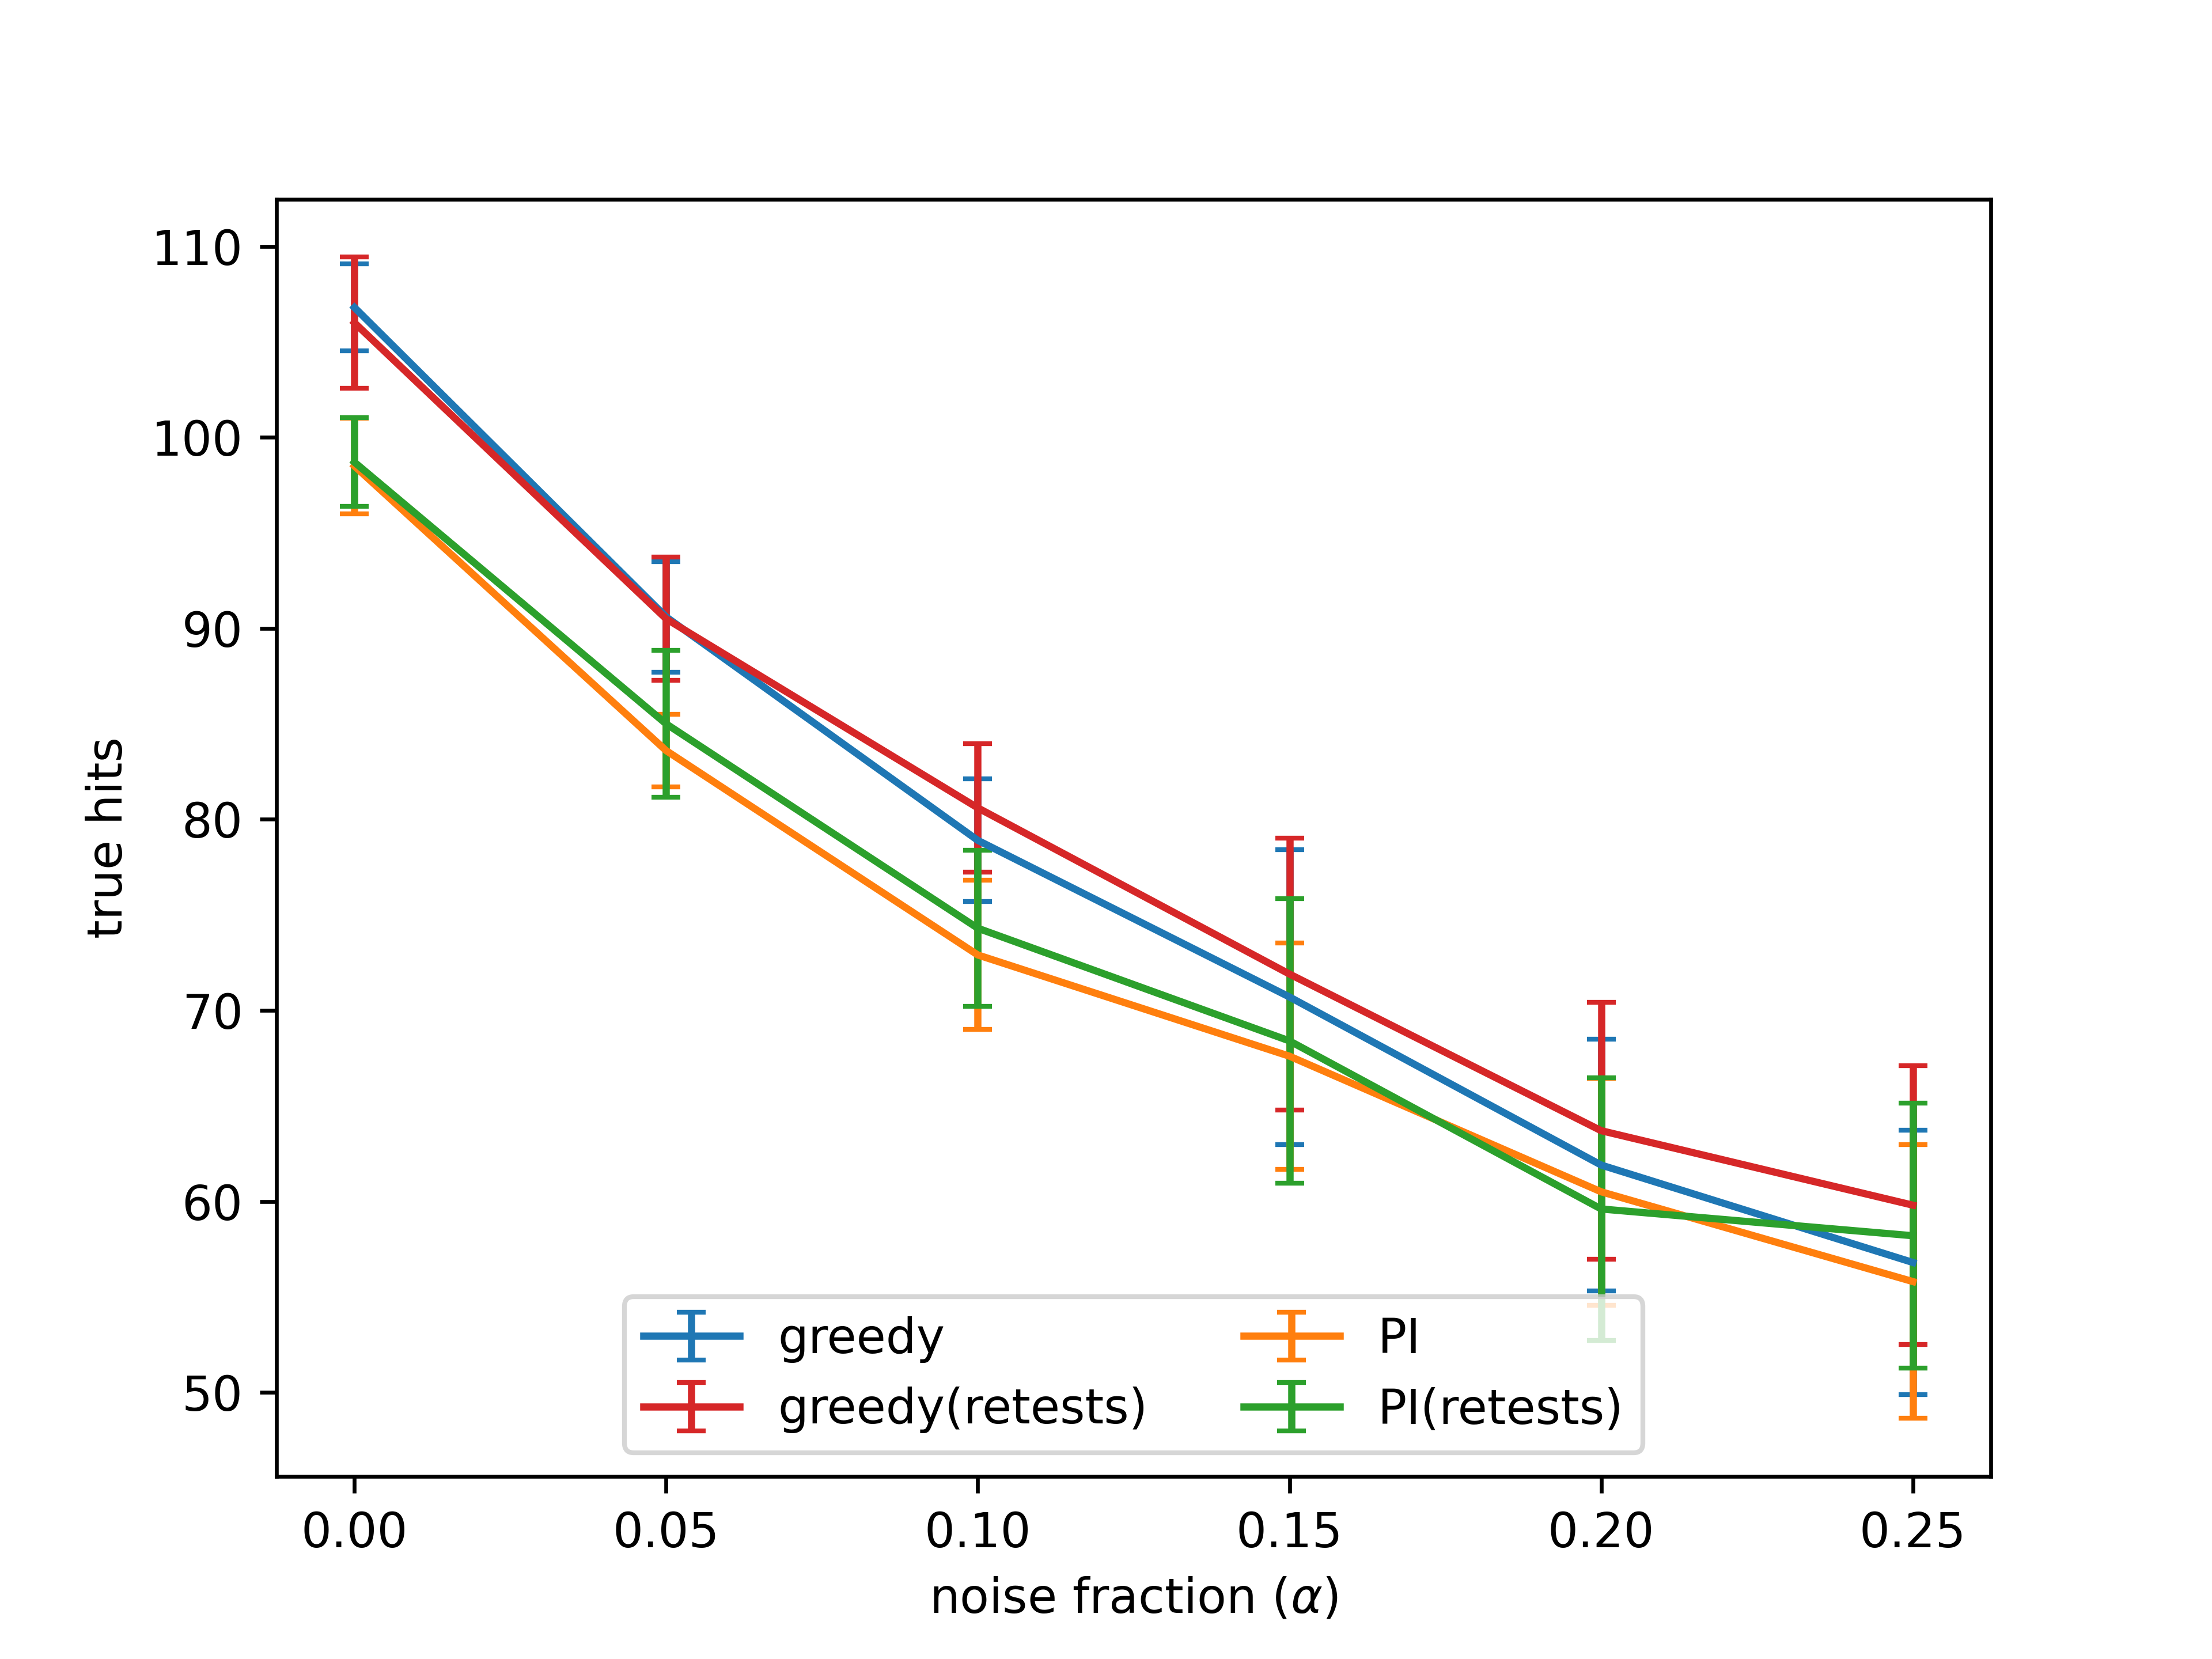 110
100
90
80
70
60
50
true hits
greedy
greedy(retests)
PI
PI(retests)
0.00 0.05 0.10 0.15 0.20 0.25
noise fraction (α)